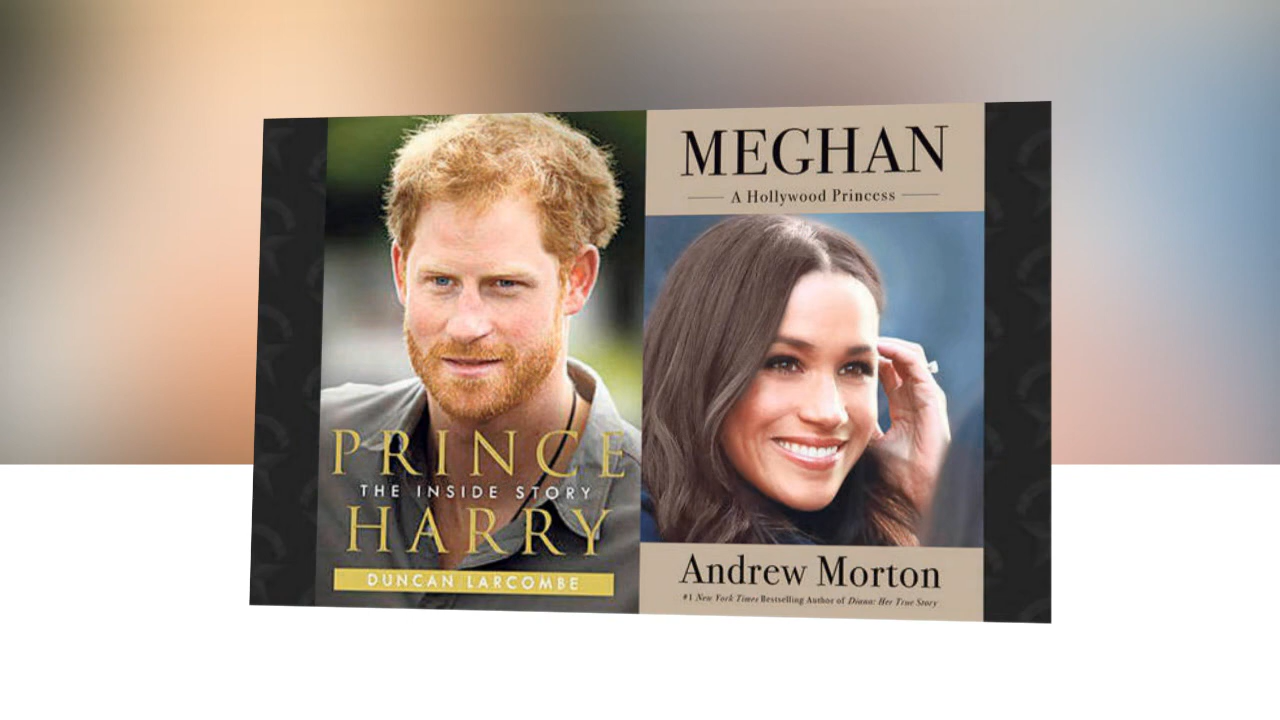 PRINCE
THE INSIDE STORY
HARRY
DUNCAN LARCOMBE
MEGHAN
A Hollywood Princess
Andrew Morton
#1 New York Times Bestselling Author of Diana: Her True Story